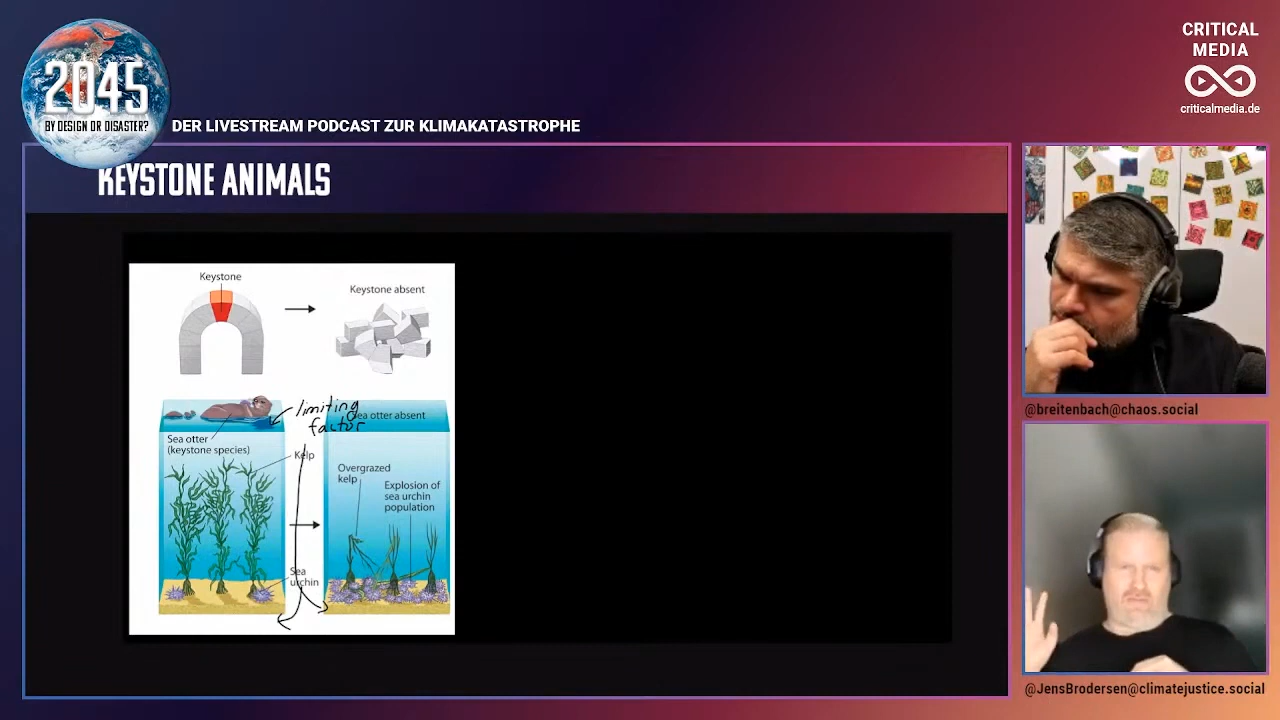 2045
BY DESIGN OR DISASTER?
DER LIVESTREAM PODCAST ZUR KLIMAKATASTROPHE
CRITICAL
MEDIA
criticalmedia.de
KEYSTONE ANIMALS
Keystone
Keystone absent
limiting
factor
Sea otter absent
Sea otter
(keystone species)
Kelp
Overgrazed
kelp
Explosion of
sea urchin
population
Sea
urchin
@breitenbach@chaos.social
@JensBrodersen@climatejustice.social